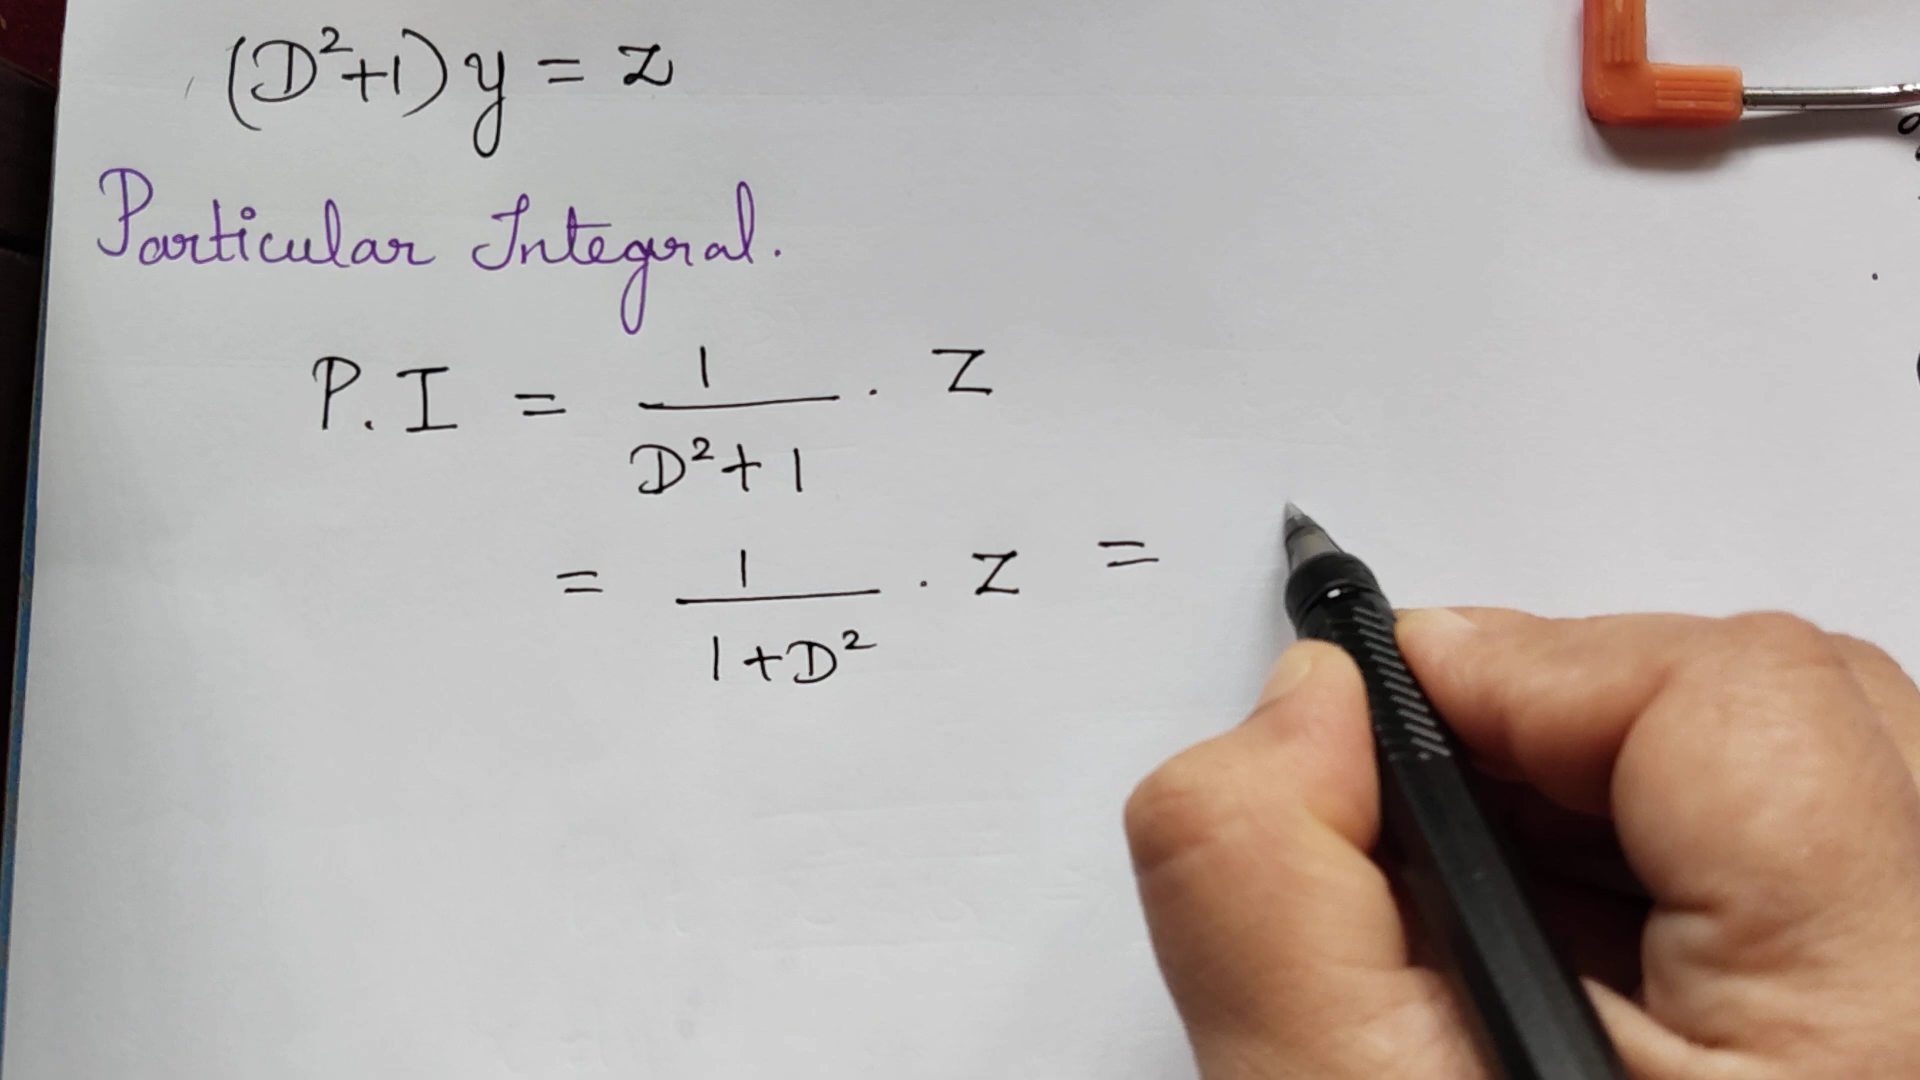 (D²+1) y = z
Particular Integral.
P.I = 1/(D²+1) . Z
= 1/(1+D²) . Z =